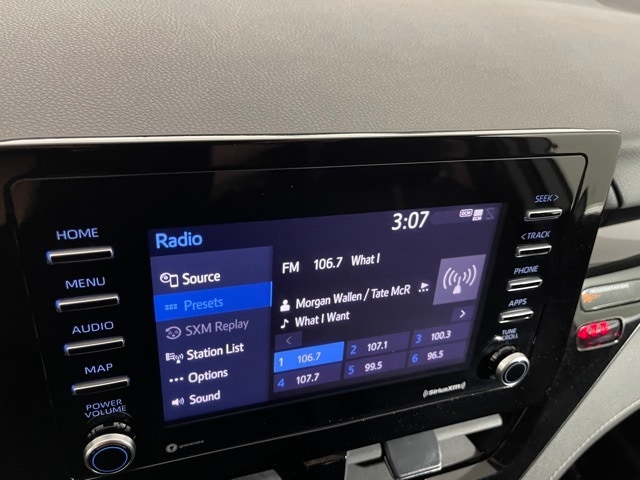 SEEK >
< TRACK
PHONE
APPS
TUNE
SCROLL
HOME
MENU
AUDIO
MAP
POWER
VOLUME
3:07
Radio
Source
Presets
SXM Replay
Station List
Options
Sound
FM 106.7 What I
Morgan Wallen / Tate McR
What I Want
< >
1 106.7
2 107.1
3 100.3
4 107.7
5 99.5
6 96.5
SiriusXM